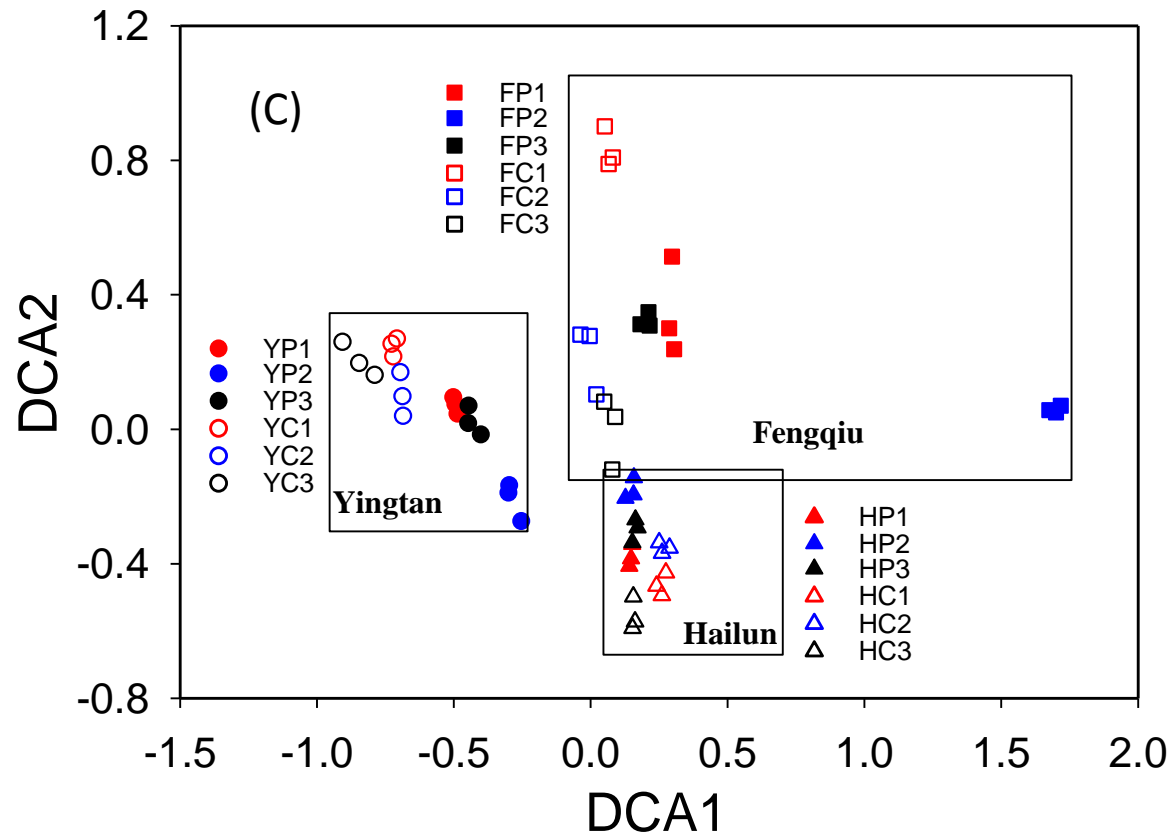 1.2
0.8
0.4
0.0
-0.4
-0.8
DCA2
(C)
FP1
FP2
FP3
FC1
FC2
FC3
YP1
YP2
YP3
YC1
YC2
YC3
Yingtan
Fengqiu
Hailun
HP1
HP2
HP3
HC1
HC2
HC3
-1.5 -1.0 -0.5 0.0 0.5 1.0 1.5 2.0
DCA1